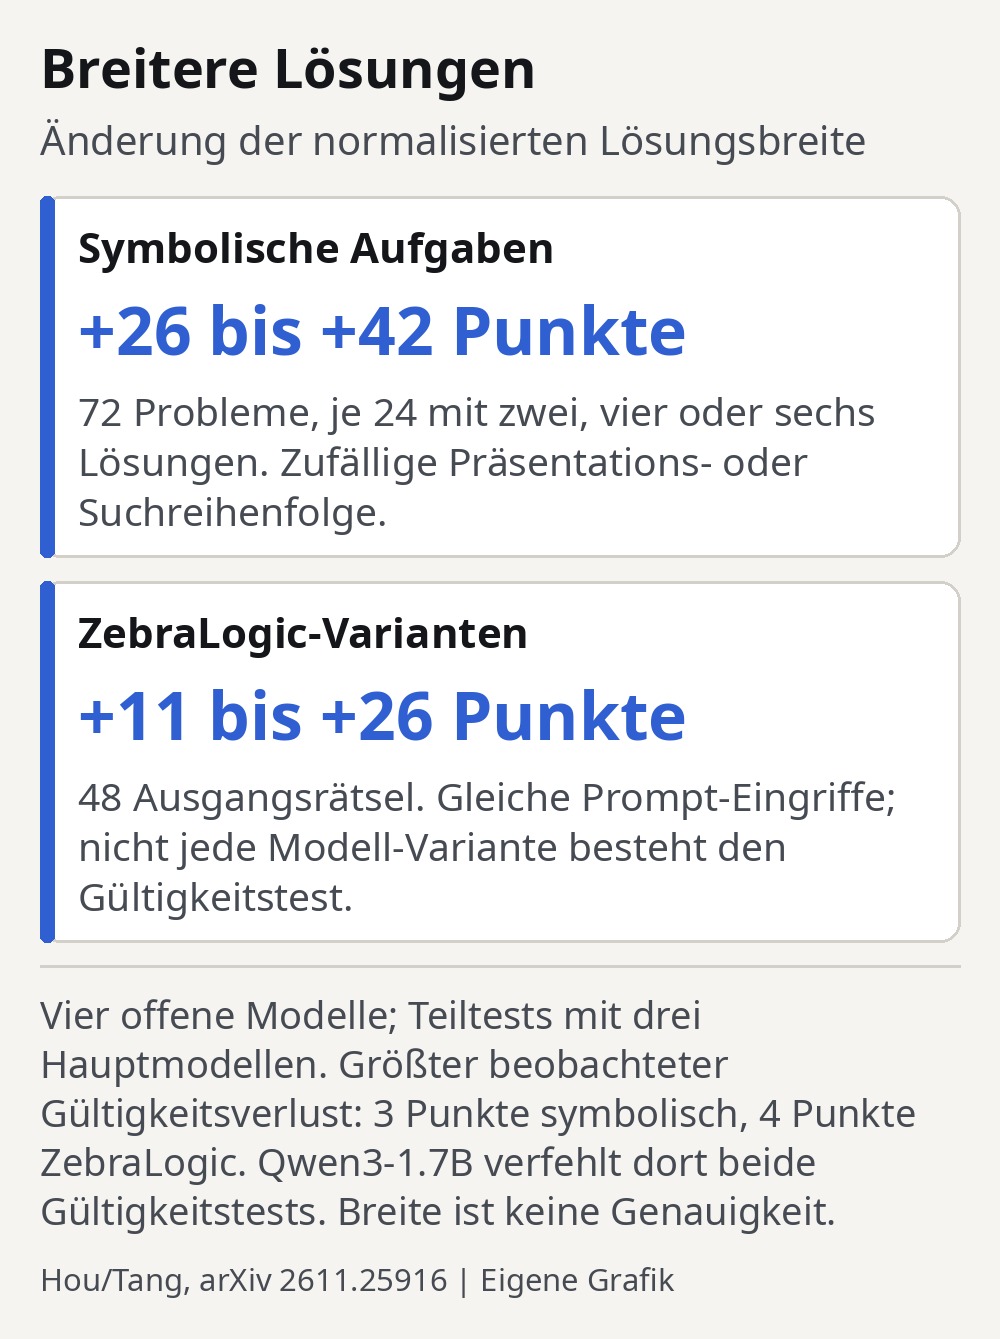 Breitere Lösungen
Änderung der normalisierten Lösungsbreite
Symbolische Aufgaben
+26 bis +42 Punkte
72 Probleme, je 24 mit zwei, vier oder sechs
Lösungen. Zufällige Präsentations- oder
Suchreihenfolge.
ZebraLogic-Varianten
+11 bis +26 Punkte
48 Ausgangsrätsel. Gleiche Prompt-Eingriffe;
nicht jede Modell-Variante besteht den
Gültigkeitstest.
Vier offene Modelle; Teiltests mit drei
Hauptmodellen. Größter beobachteter
Gültigkeitsverlust: 3 Punkte symbolisch, 4 Punkte
ZebraLogic. Qwen3-1.7B verfehlt dort beide
Gültigkeitstests. Breite ist keine Genauigkeit.
Hou/Tang, arXiv 2611.25916 | Eigene Grafik